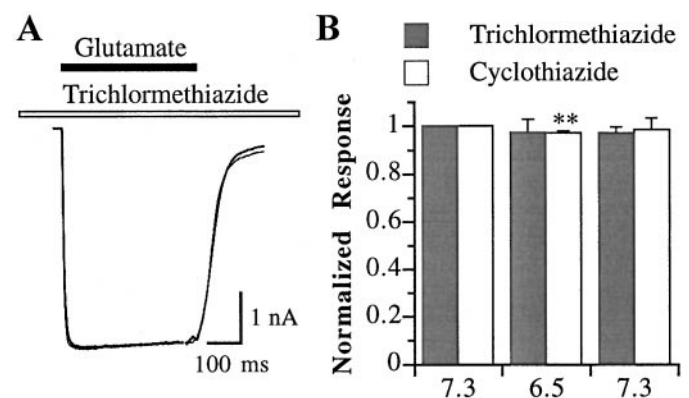 A
Glutamate
Trichlormethiazide
1 nA
100 ms
B
Trichlormethiazide
Cyclothiazide
Normalized Response
1
0.8
0.6
0.4
0.2
0
**
7.3 6.5 7.3